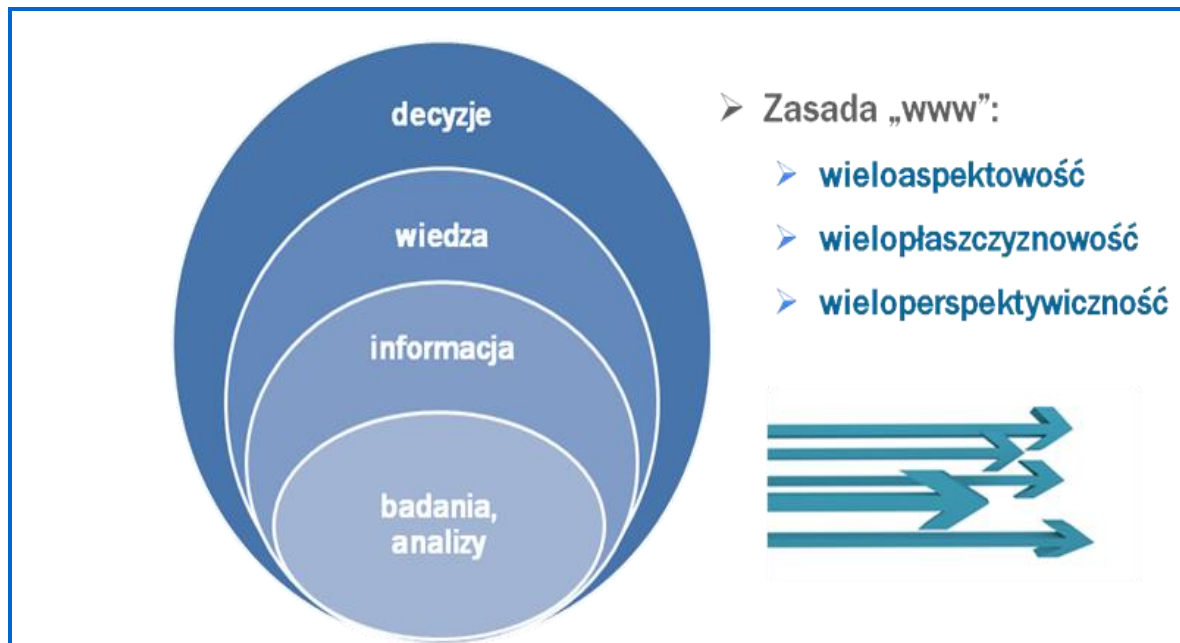 decyzje
wiedza
informacja
badania,
analizy
Zasada „www”:
wieloaspektowość
wielopłaszczyznowość
wieloperspektywiczność